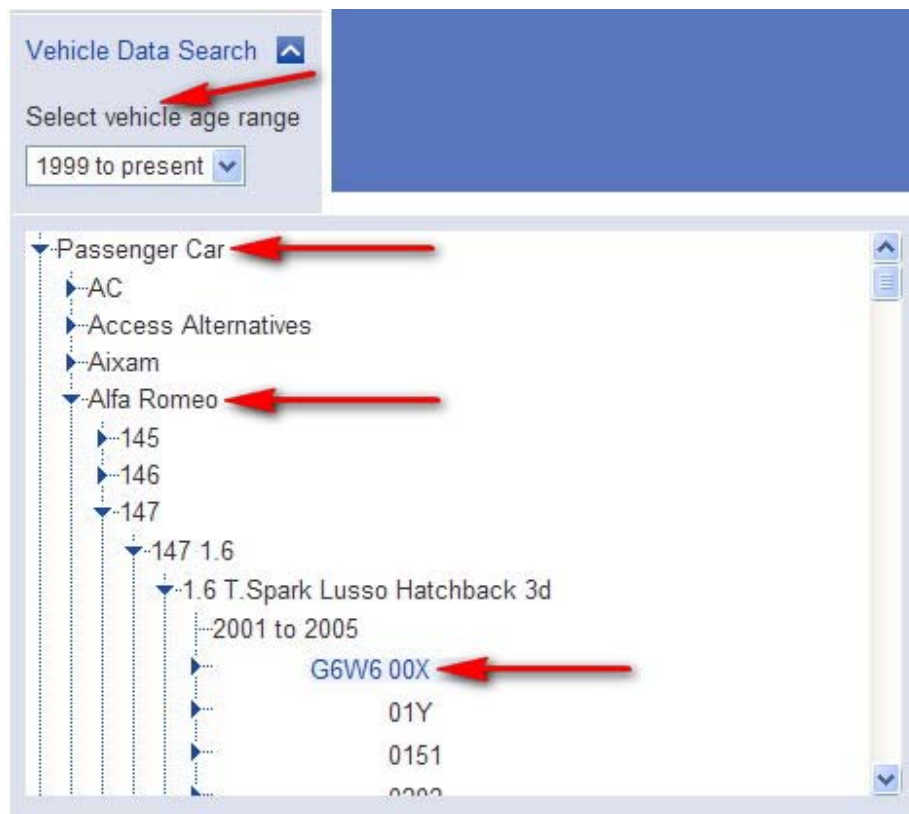 Vehicle Data Search
Select vehicle age range
1999 to present
Passenger Car
AC
Access Alternatives
Aixam
Alfa Romeo
145
146
147
147 1.6
1.6 T.Spark Lusso Hatchback 3d
2001 to 2005
G6W6 00X
01Y
0151